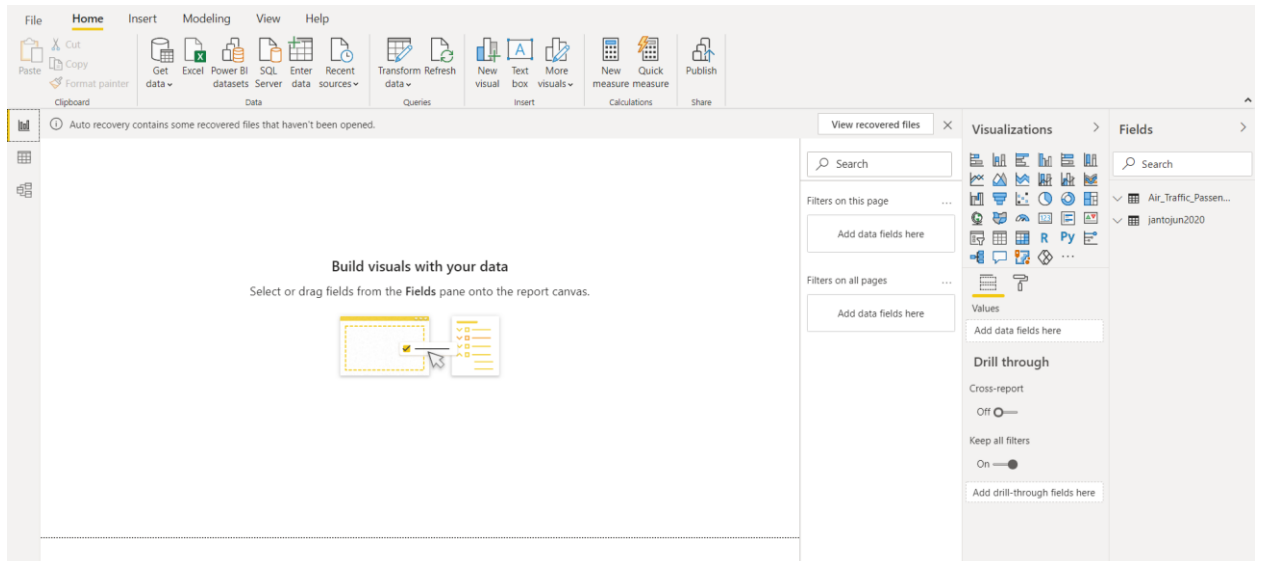 File Home Insert Modeling View Help
Paste
Cut
Copy
Format painter
Clipboard
Get data
Excel
Power BI datasets
SQL Server
Enter data
Recent sources
Data
Transform data
Refresh
Queries
New visual
A
Text box
More visuals
Insert
New measure
Quick measure
Calculations
Publish
Share
Auto recovery contains some recovered files that haven't been opened.
View recovered files
Build visuals with your data
Select or drag fields from the Fields pane onto the report canvas.
Search
Filters on this page ...
Add data fields here
Filters on all pages ...
Add data fields here
Visualizations
123
R Py
...
Values
Add data fields here
Drill through
Cross-report
Off
Keep all filters
On
Add drill-through fields here
Fields
Search
Air_Traffic_Passen...
jantojun2020